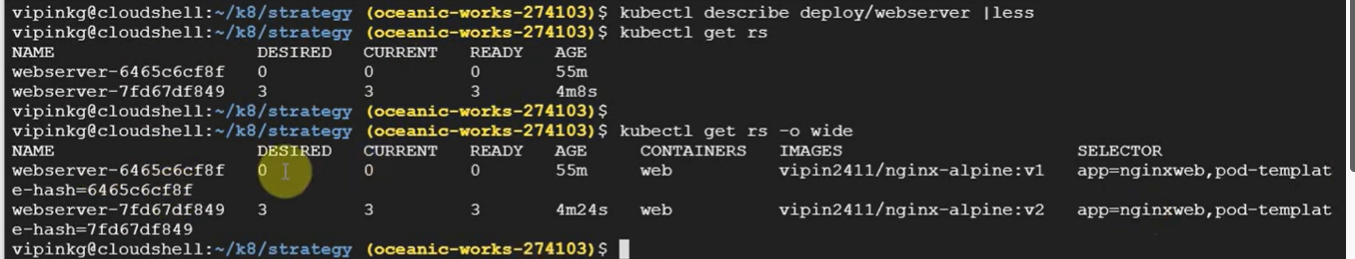 vipinkg@cloudshell:~/k8/strategy (oceanic-works-274103)$ kubectl describe deploy/webserver |less
vipinkg@cloudshell:~/k8/strategy (oceanic-works-274103)$ kubectl get rs
NAME                   DESIRED   CURRENT   READY   AGE
webserver-6465c6cf8f   0         0         0       55m
webserver-7fd67df849   3         3         3       4m8s
vipinkg@cloudshell:~/k8/strategy (oceanic-works-274103)$
vipinkg@cloudshell:~/k8/strategy (oceanic-works-274103)$ kubectl get rs -o wide
NAME                   DESIRED   CURRENT   READY   AGE     CONTAINERS   IMAGES                      SELECTOR
webserver-6465c6cf8f   0         0         0       55m     web          vipin2411/nginx-alpine:v1   app=nginxweb,pod-templat
e-hash=6465c6cf8f
webserver-7fd67df849   3         3         3       4m24s   web          vipin2411/nginx-alpine:v2   app=nginxweb,pod-templat
e-hash=7fd67df849
vipinkg@cloudshell:~/k8/strategy (oceanic-works-274103)$